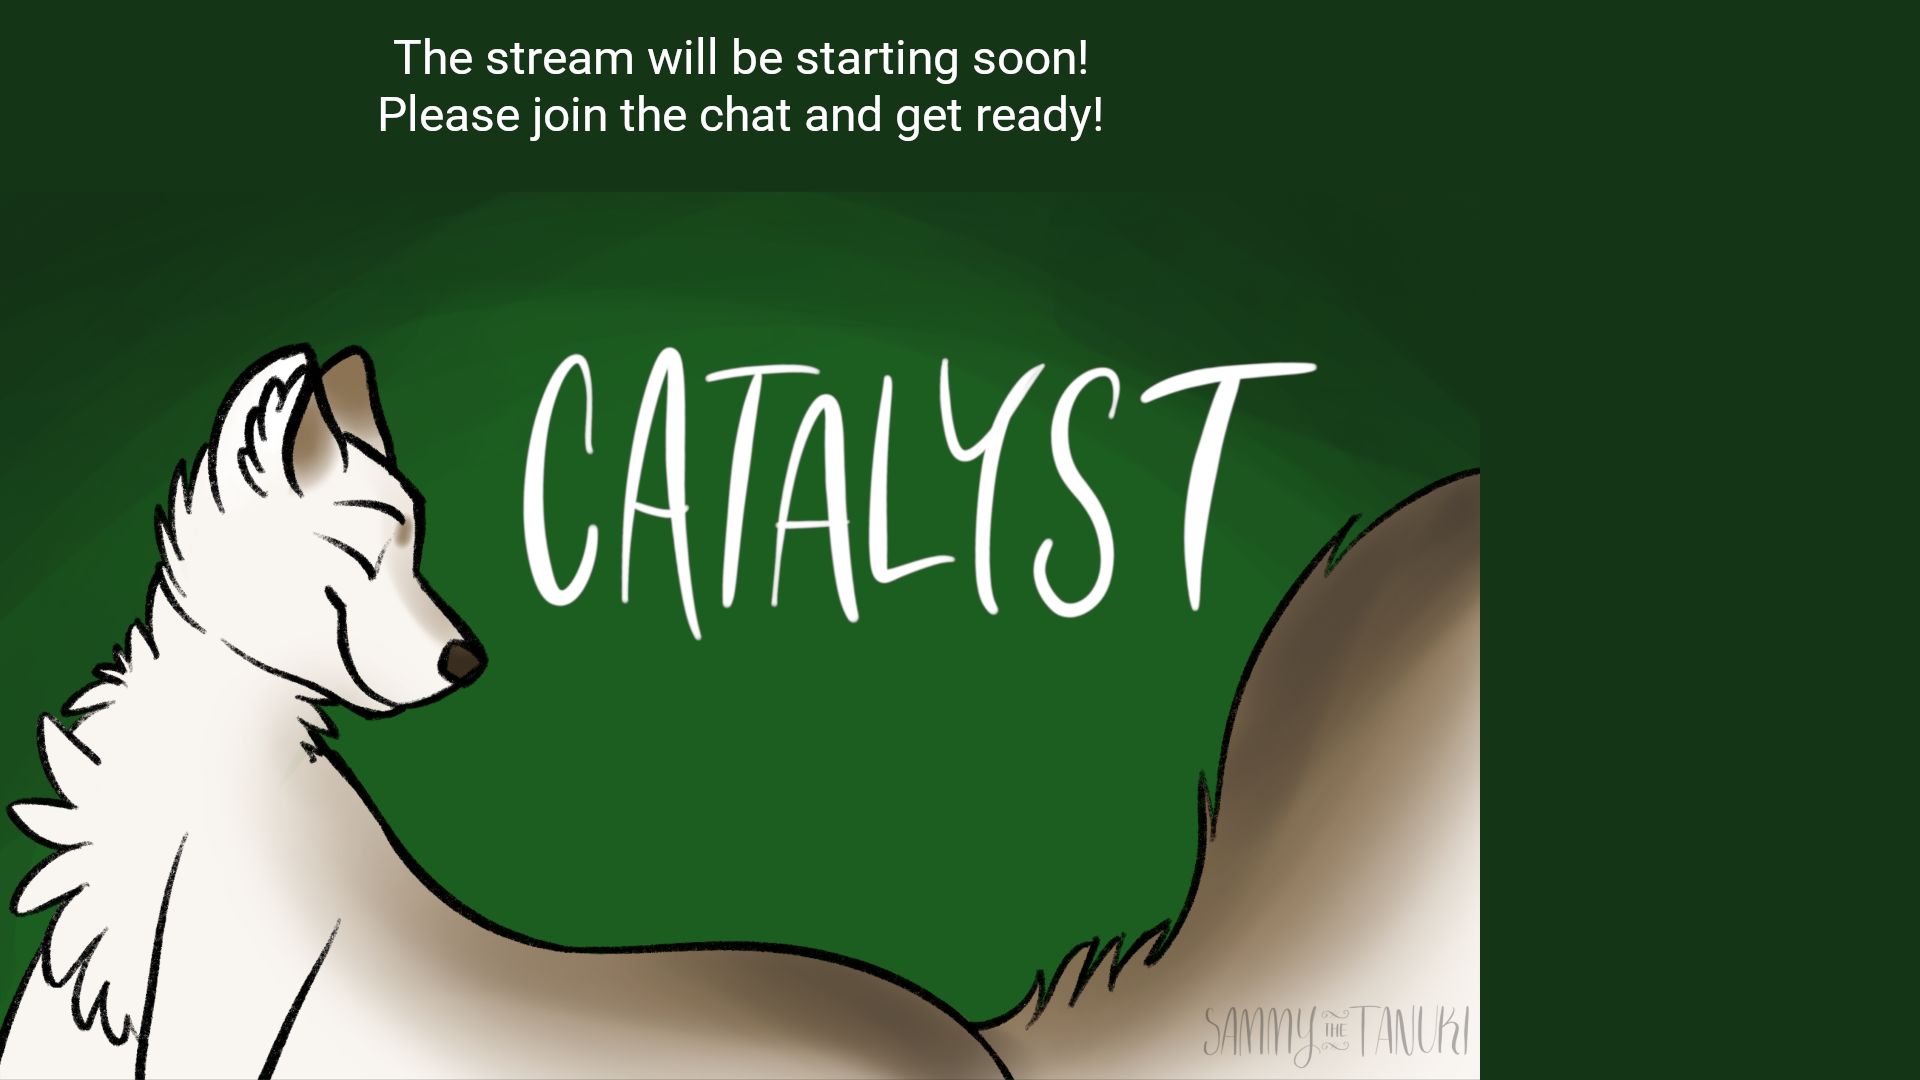 The stream will be starting soon!
Please join the chat and get ready!
CATALYST
SAMMY THE TANUKI